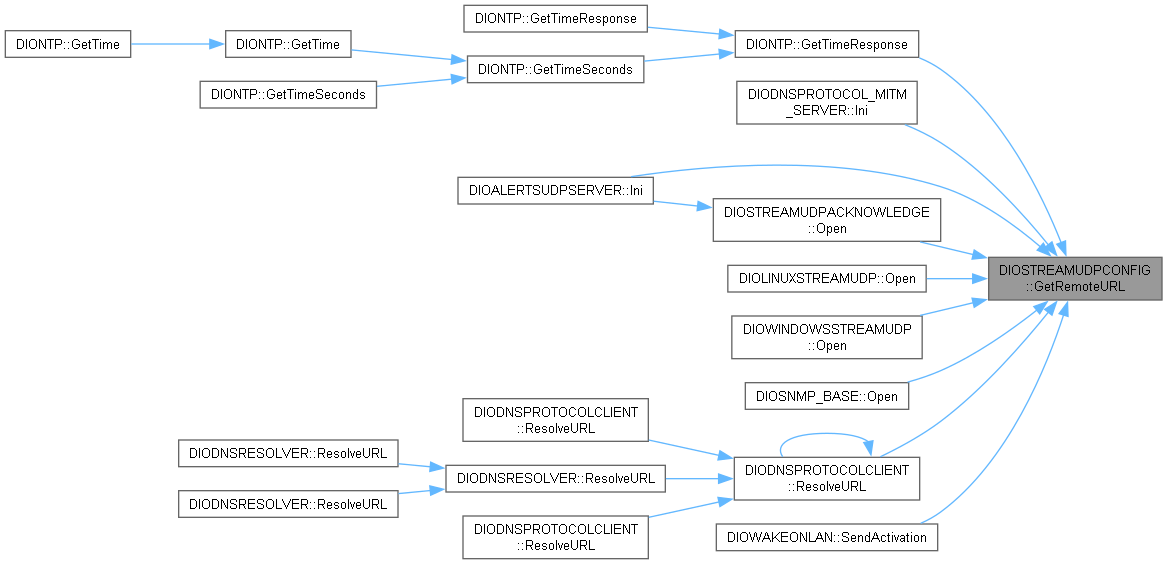 DIONTP::GetTimeResponse
DIONTP::GetTime
DIONTP::GetTime
DIONTP::GetTimeResponse
DIONTP::GetTimeSeconds
DIONTP::GetTimeSeconds
DIODNSPROTOCOL_MITM
_SERVER::Ini
DIOALERTSUDPSERVER::Ini
DIOSTREAMUDPACKNOWLEDGE
::Open
DIOSTREAMUDPCONFIG
::GetRemoteURL
DIOLINUXSTREAMUDP::Open
DIOWINDOWSSTREAMUDP
::Open
DIOSNMP_BASE::Open
DIODNSPROTOCOLCLIENT
::ResolveURL
DIODNSRESOLVER::ResolveURL
DIODNSRESOLVER::ResolveURL
DIODNSPROTOCOLCLIENT
::ResolveURL
DIODNSRESOLVER::ResolveURL
DIODNSPROTOCOLCLIENT
::ResolveURL
DIOWAKEONLAN::SendActivation